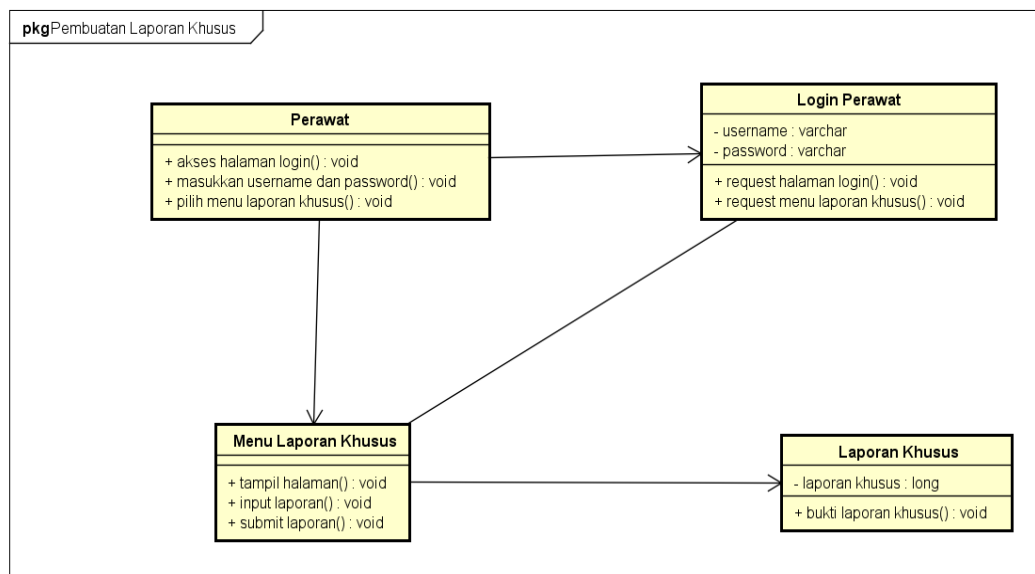 pkg Pembuatan Laporan Khusus
Perawat
+ akses halaman login() : void
+ masukkan username dan password() : void
+ pilih menu laporan khusus() : void
Login Perawat
- username : varchar
- password : varchar
+ request halaman login() : void
+ request menu laporan khusus() : void
Menu Laporan Khusus
+ tampil halaman() : void
+ input laporan() : void
+ submit laporan() : void
Laporan Khusus
- laporan khusus : long
+ bukti laporan khusus() : void